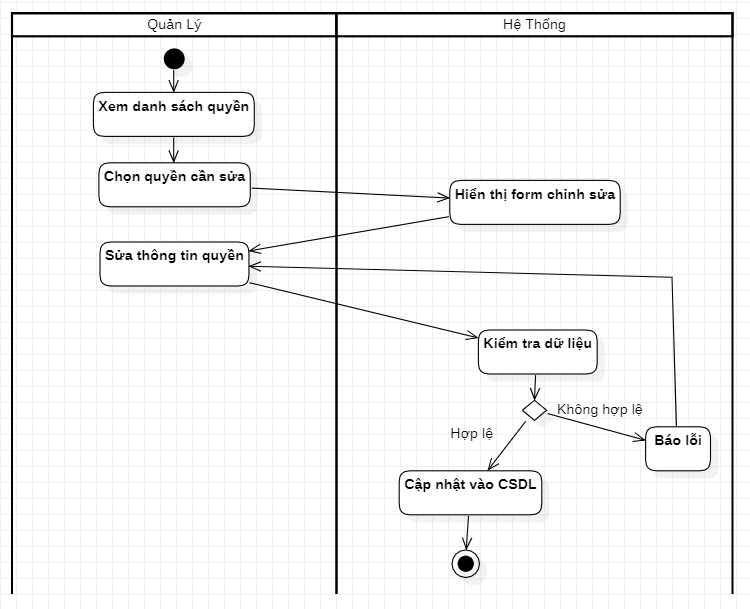 Quản Lý
Hệ Thống
Xem danh sách quyền
Chọn quyền cần sửa
Hiển thị form chỉnh sửa
Sửa thông tin quyền
Kiểm tra dữ liệu
Không hợp lệ
Hợp lệ
Báo lỗi
Cập nhật vào CSDL